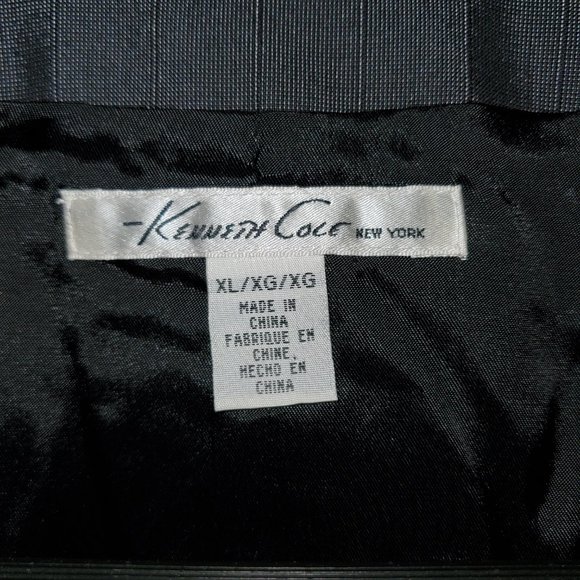 -Kenneth Cole NEW YORK
XL/XG/XG
MADE IN
CHINA
FABRIQUE EN
CHINE,
HECHO EN
CHINA